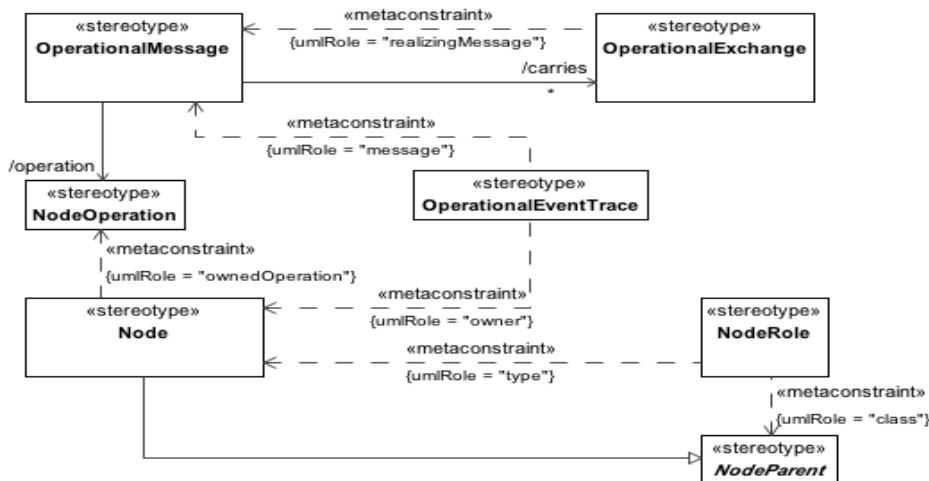 «metaconstraint»
«stereotype»
OperationalMessage
{umlRole = "realizingMessage"}
«stereotype»
OperationalExchange
/carries
*
«metaconstraint»
{umlRole = "message"}
/operation
«stereotype»
NodeOperation
«stereotype»
OperationalEventTrace
«metaconstraint»
{umlRole = "ownedOperation"}
«metaconstraint»
{umlRole = "owner"}
«stereotype»
Node
«stereotype»
NodeRole
«metaconstraint»
{umlRole = "type"}
«metaconstraint»
{umlRole = "class"}
«stereotype»
NodeParent